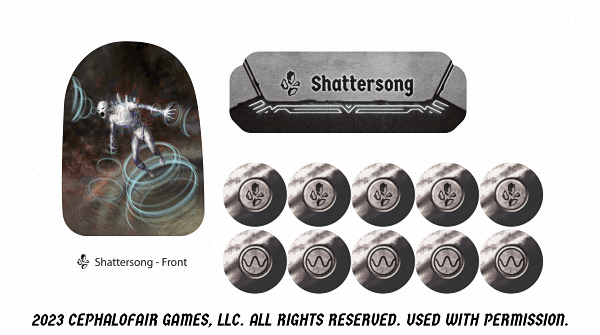 Shattersong
Shattersong - Front
2023 CEPHALOFAIR GAMES, LLC. ALL RIGHTS RESERVED. USED WITH PERMISSION.